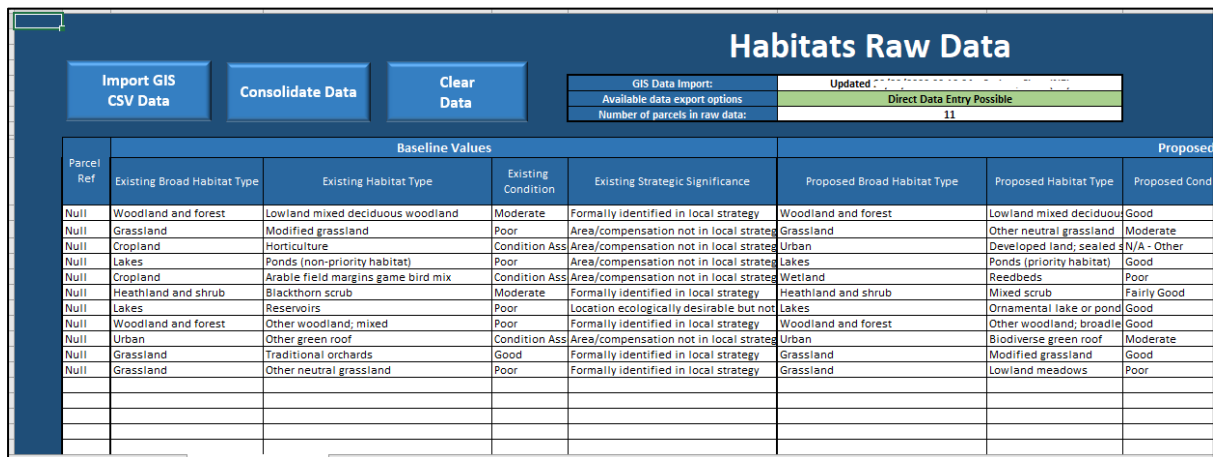 Habitats Raw Data
Import GIS CSV Data
Consolidate Data
Clear Data
GIS Data Import: Updated
Available data export options Direct Data Entry Possible
Number of parcels in raw data: 11
Baseline Values Proposed
Parcel Ref Existing Broad Habitat Type Existing Habitat Type Existing Condition Existing Strategic Significance Proposed Broad Habitat Type Proposed Habitat Type Proposed Cond
Null Woodland and forest Lowland mixed deciduous woodland Moderate Formally identified in local strategy Woodland and forest Lowland mixed deciduou Good
Null Grassland Modified grassland Poor Area/compensation not in local strateg Grassland Other neutral grassland Moderate
Null Cropland Horticulture Condition Ass Area/compensation not in local strateg Urban Developed land; sealed s N/A - Other
Null Lakes Ponds (non-priority habitat) Poor Area/compensation not in local strateg Lakes Ponds (priority habitat) Good
Null Cropland Arable field margins game bird mix Condition Ass Area/compensation not in local strateg Wetland Reedbeds Poor
Null Heathland and shrub Blackthorn scrub Moderate Formally identified in local strategy Heathland and shrub Mixed scrub Fairly Good
Null Lakes Reservoirs Poor Location ecologically desirable but not Lakes Ornamental lake or pond Good
Null Woodland and forest Other woodland; mixed Poor Formally identified in local strategy Woodland and forest Other woodland; broadle Good
Null Urban Other green roof Condition Ass Area/compensation not in local strateg Urban Biodiverse green roof Moderate
Null Grassland Traditional orchards Good Formally identified in local strategy Grassland Modified grassland Good
Null Grassland Other neutral grassland Poor Formally identified in local strategy Grassland Lowland meadows Poor